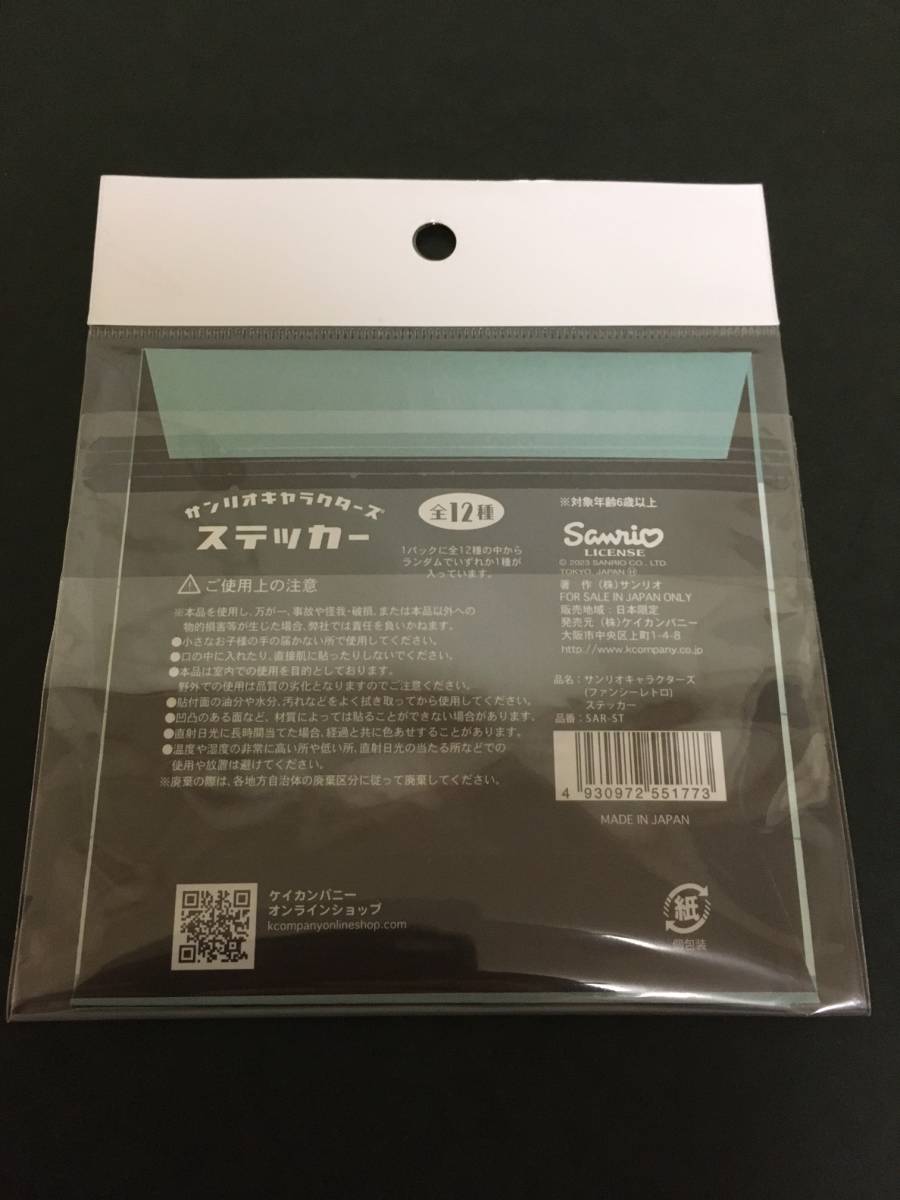 サンリオキャラクターズ
ステッカー
全12種
1パックに全12種の中から
ランダムでいずれか1種が
入っています。
⚠ご使用上の注意
※本品を使用し、万が一、事故や怪我・破損、または本品以外への
物的損害等が生じた場合、弊社では責任を負いかねます。
●小さなお子様の手の届かない所で使用してください。
●口の中に入れたり、直接肌に貼ったりしないでください。
●本品は室内での使用を目的としております。
野外での使用は品質の劣化となりますのでご注意ください。
●貼付面の油分や水分、汚れなどをよく拭き取ってから使用してください。
●凹凸のある面など、材質によっては貼ることができない場合があります。
●直射日光に長時間当てた場合、経過と共に色あせすることがあります。
●温度や湿度の非常に高い所や低い所、直射日光の当たる所などでの
使用や放置は避けてください。
※廃棄の際は、各地方自治体の廃棄区分に従って廃棄してください。
※対象年齢6歳以上
Sanrio
LICENSE
© 2023 SANRIO CO., LTD.
TOKYO, JAPAN Ⓗ
著 作 (株)サンリオ
FOR SALE IN JAPAN ONLY
販売地域:日本限定
発売元 (株)ケイカンパニー
大阪市中央区上町1-4-8
http://www.kcompany.co.jp
品名:サンリオキャラクターズ
(ファンシーレトロ)
ステッカー
品番:SAR-ST
4 930972 551773
MADE IN JAPAN
ケイカンパニー
オンラインショップ
kcompanyonlineshop.com
紙
個包装